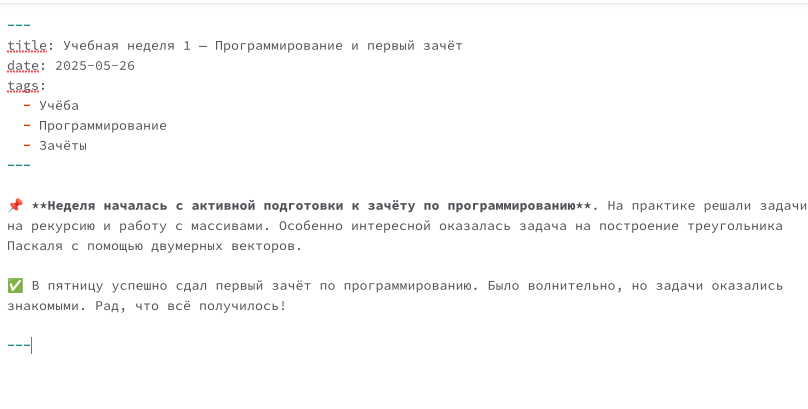 ---
title: Учебная неделя 1 — Программирование и первый зачёт
date: 2025-05-26
tags:
  - Учёба
  - Программирование
  - Зачёты
---

📌 **Неделя началась с активной подготовки к зачёту по программированию**. На практике решали задачи
на рекурсию и работу с массивами. Особенно интересной оказалась задача на построение треугольника
Паскаля с помощью двумерных векторов.

✅ В пятницу успешно сдал первый зачёт по программированию. Было волнительно, но задачи оказались
знакомыми. Рад, что всё получилось!

---